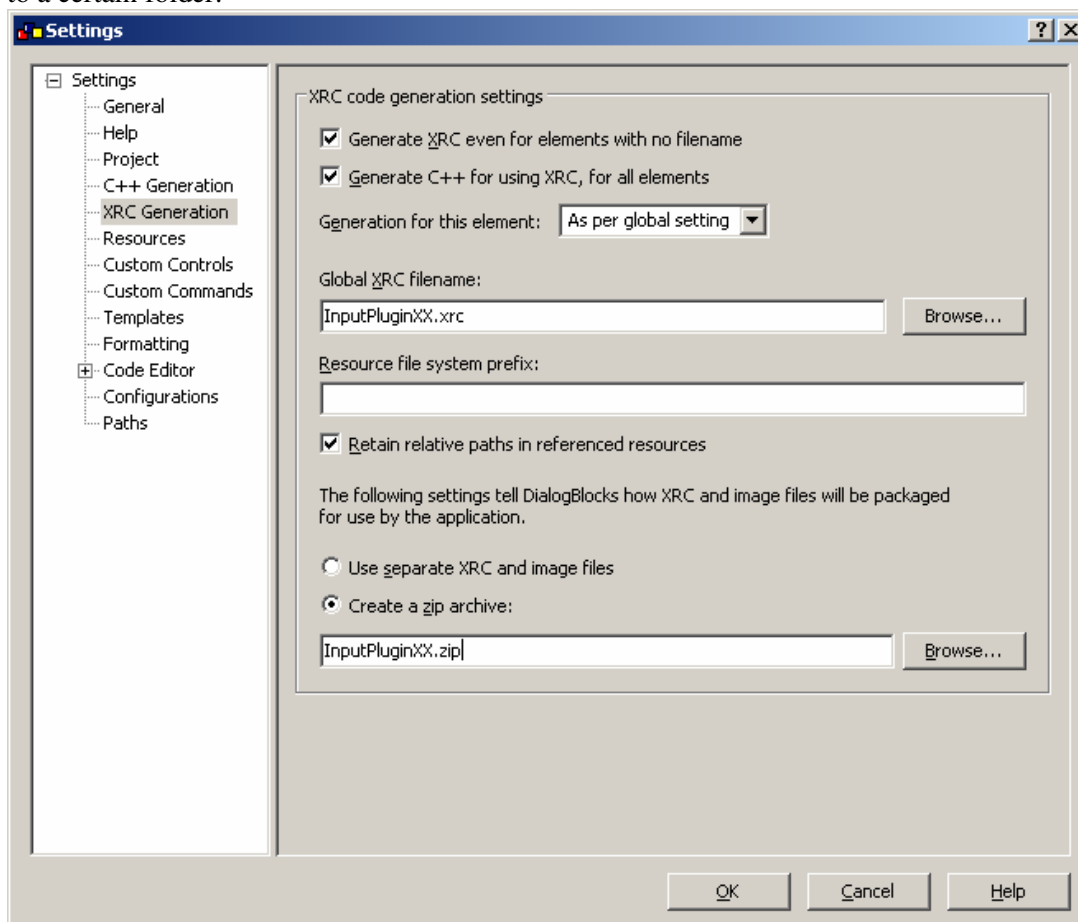 to a certain folder.
Settings
Settings
General
Help
Project
C++ Generation
XRC Generation
Resources
Custom Controls
Custom Commands
Templates
Formatting
Code Editor
Configurations
Paths
XRC code generation settings
Generate XRC even for elements with no filename
Generate C++ for using XRC, for all elements
Generation for this element: As per global setting
Global XRC filename:
InputPluginXX.xrc Browse...
Resource file system prefix:
Retain relative paths in referenced resources
The following settings tell DialogBlocks how XRC and image files will be packaged
for use by the application.
Use separate XRC and image files
Create a zip archive:
InputPluginXX.zip Browse...
OK Cancel Help